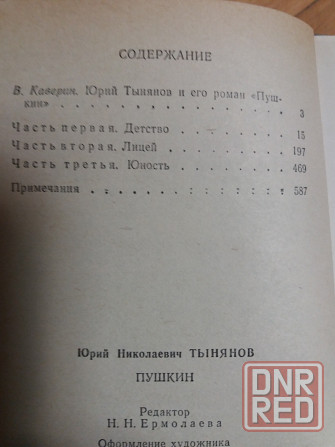 СОДЕРЖАНИЕ
В. Каверин. Юрий Тынянов и его роман «Пуш-
кин» . . . . . . . . . . . . 3
Часть первая. Детство . . . . . . 15
Часть вторая. Лицей . . . . . . . 197
Часть третья. Юность . . . . . . . 469
Примечания . . . . . . . . . . 587
Юрий Николаевич ТЫНЯНОВ
ПУШКИН
Редактор
Н. Н. Ермолаева
Оформление художника
DNR
RED